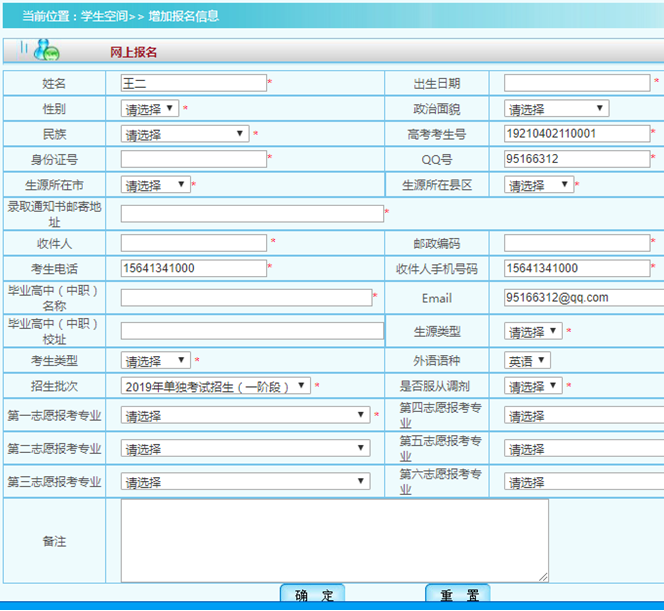 当前位置：学生空间>> 增加报名信息
网上报名
姓名 王二* 出生日期 *
性别 请选择 * 政治面貌 请选择
民族 请选择 * 高考考生号 19210402110001 *
身份证号 * QQ号 95166312 *
生源所在市 请选择 * 生源所在县区 请选择 *
录取通知书邮寄地
址 *
收件人 * 邮政编码 *
考生电话 15641341000 * 收件人手机号码 15641341000 *
毕业高中（中职）
名称 * Email 95166312@qq.com
毕业高中（中职）
校址 生源类型 请选择 *
考生类型 请选择 * 外语语种 英语
招生批次 2019年单独考试招生（一阶段） * 是否服从调剂 请选择 *
第一志愿报考专业 请选择 * 第四志愿报考专
业 请选择
第二志愿报考专业 请选择 第五志愿报考专
业 请选择
第三志愿报考专业 请选择 第六志愿报考专
业 请选择
备注
确 定 重 置